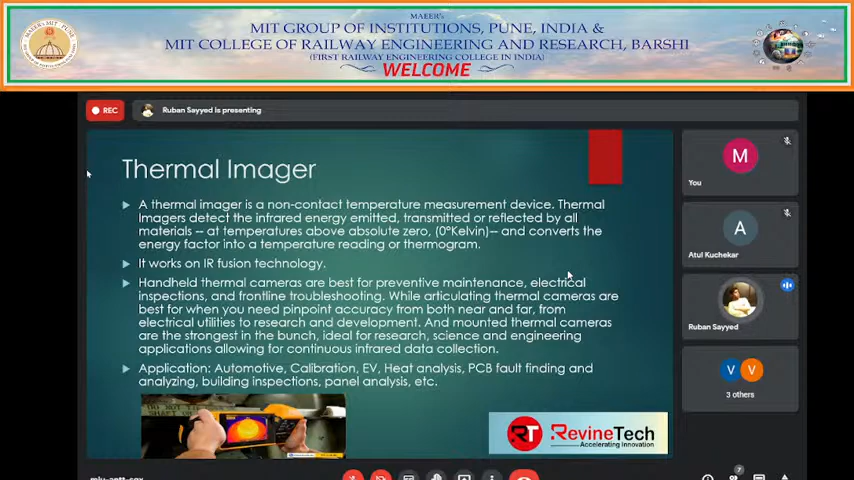 MAEER's
MIT GROUP OF INSTITUTIONS, PUNE, INDIA &
MIT COLLEGE OF RAILWAY ENGINEERING AND RESEARCH, BARSHI
(FIRST RAILWAY ENGINEERING COLLEGE IN INDIA)
WELCOME
REC
Ruban Sayyed is presenting
Thermal Imager
A thermal imager is a non-contact temperature measurement device. Thermal
Imagers detect the infrared energy emitted, transmitted or reflected by all
materials -- at temperatures above absolute zero, (0°Kelvin)-- and converts the
energy factor into a temperature reading or thermogram.
It works on IR fusion technology.
Handheld thermal cameras are best for preventive maintenance, electrical
inspections, and frontline troubleshooting. While articulating thermal cameras are
best for when you need pinpoint accuracy from both near and far, from
electrical utilities to research and development. And mounted thermal cameras
are the strongest in the bunch, ideal for research, science and engineering
applications allowing for continuous infrared data collection.
Application: Automotive, Calibration, EV, Heat analysis, PCB fault finding and
analyzing, building inspections, panel analysis, etc.
RT RevineTech
Accelerating Innovation
M
You
A
Atul Kuchekar
Ruban Sayyed
V V
3 others
7